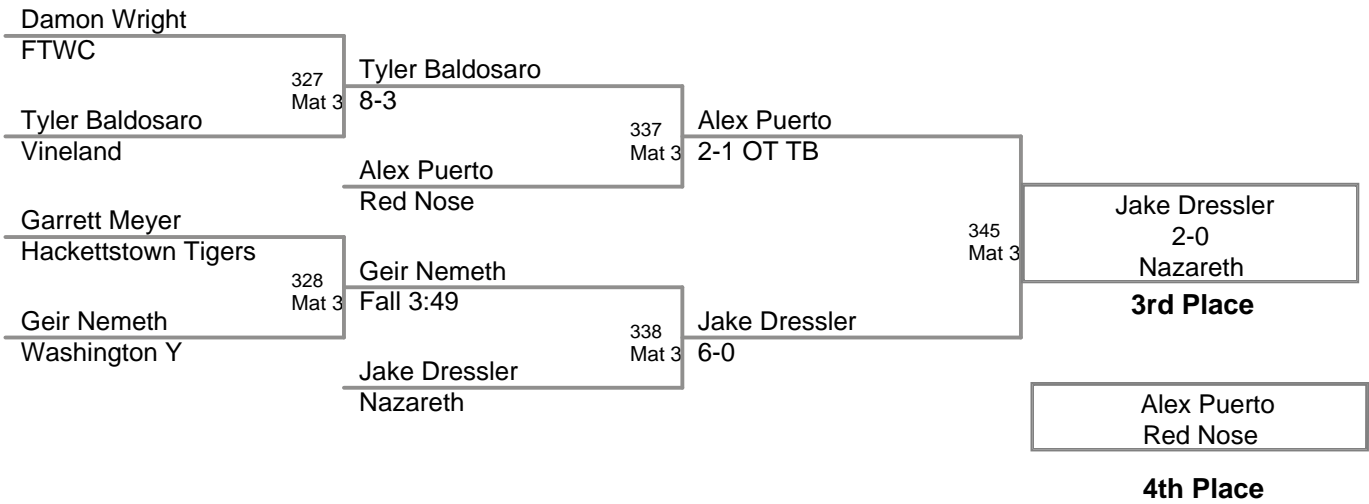 Damon Wright
FTWC
327
Mat 3
Tyler Baldosaro
8-3
Tyler Baldosaro
Vineland
337
Mat 3
Alex Puerto
2-1 OT TB
Alex Puerto
Red Nose
Garrett Meyer
Hackettstown Tigers
328
Mat 3
Geir Nemeth
Fall 3:49
Geir Nemeth
Washington Y
338
Mat 3
Jake Dressler
6-0
Jake Dressler
Nazareth
345
Mat 3
Jake Dressler
2-0
Nazareth
3rd Place
Alex Puerto
Red Nose
4th Place